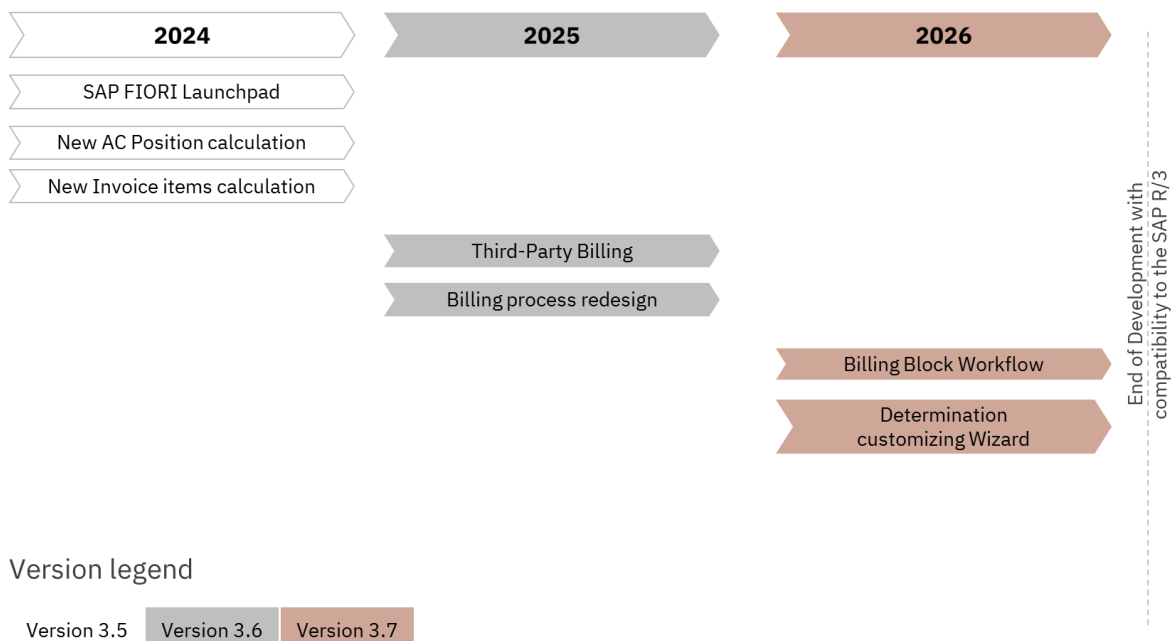 2024
2025
2026
SAP FIORI Launchpad
New AC Position calculation
New Invoice items calculation
Third-Party Billing
Billing process redesign
Billing Block Workflow
Determination
customizing Wizard
End of Development with
compatibility to the SAP R/3
Version legend
Version 3.5
Version 3.6
Version 3.7